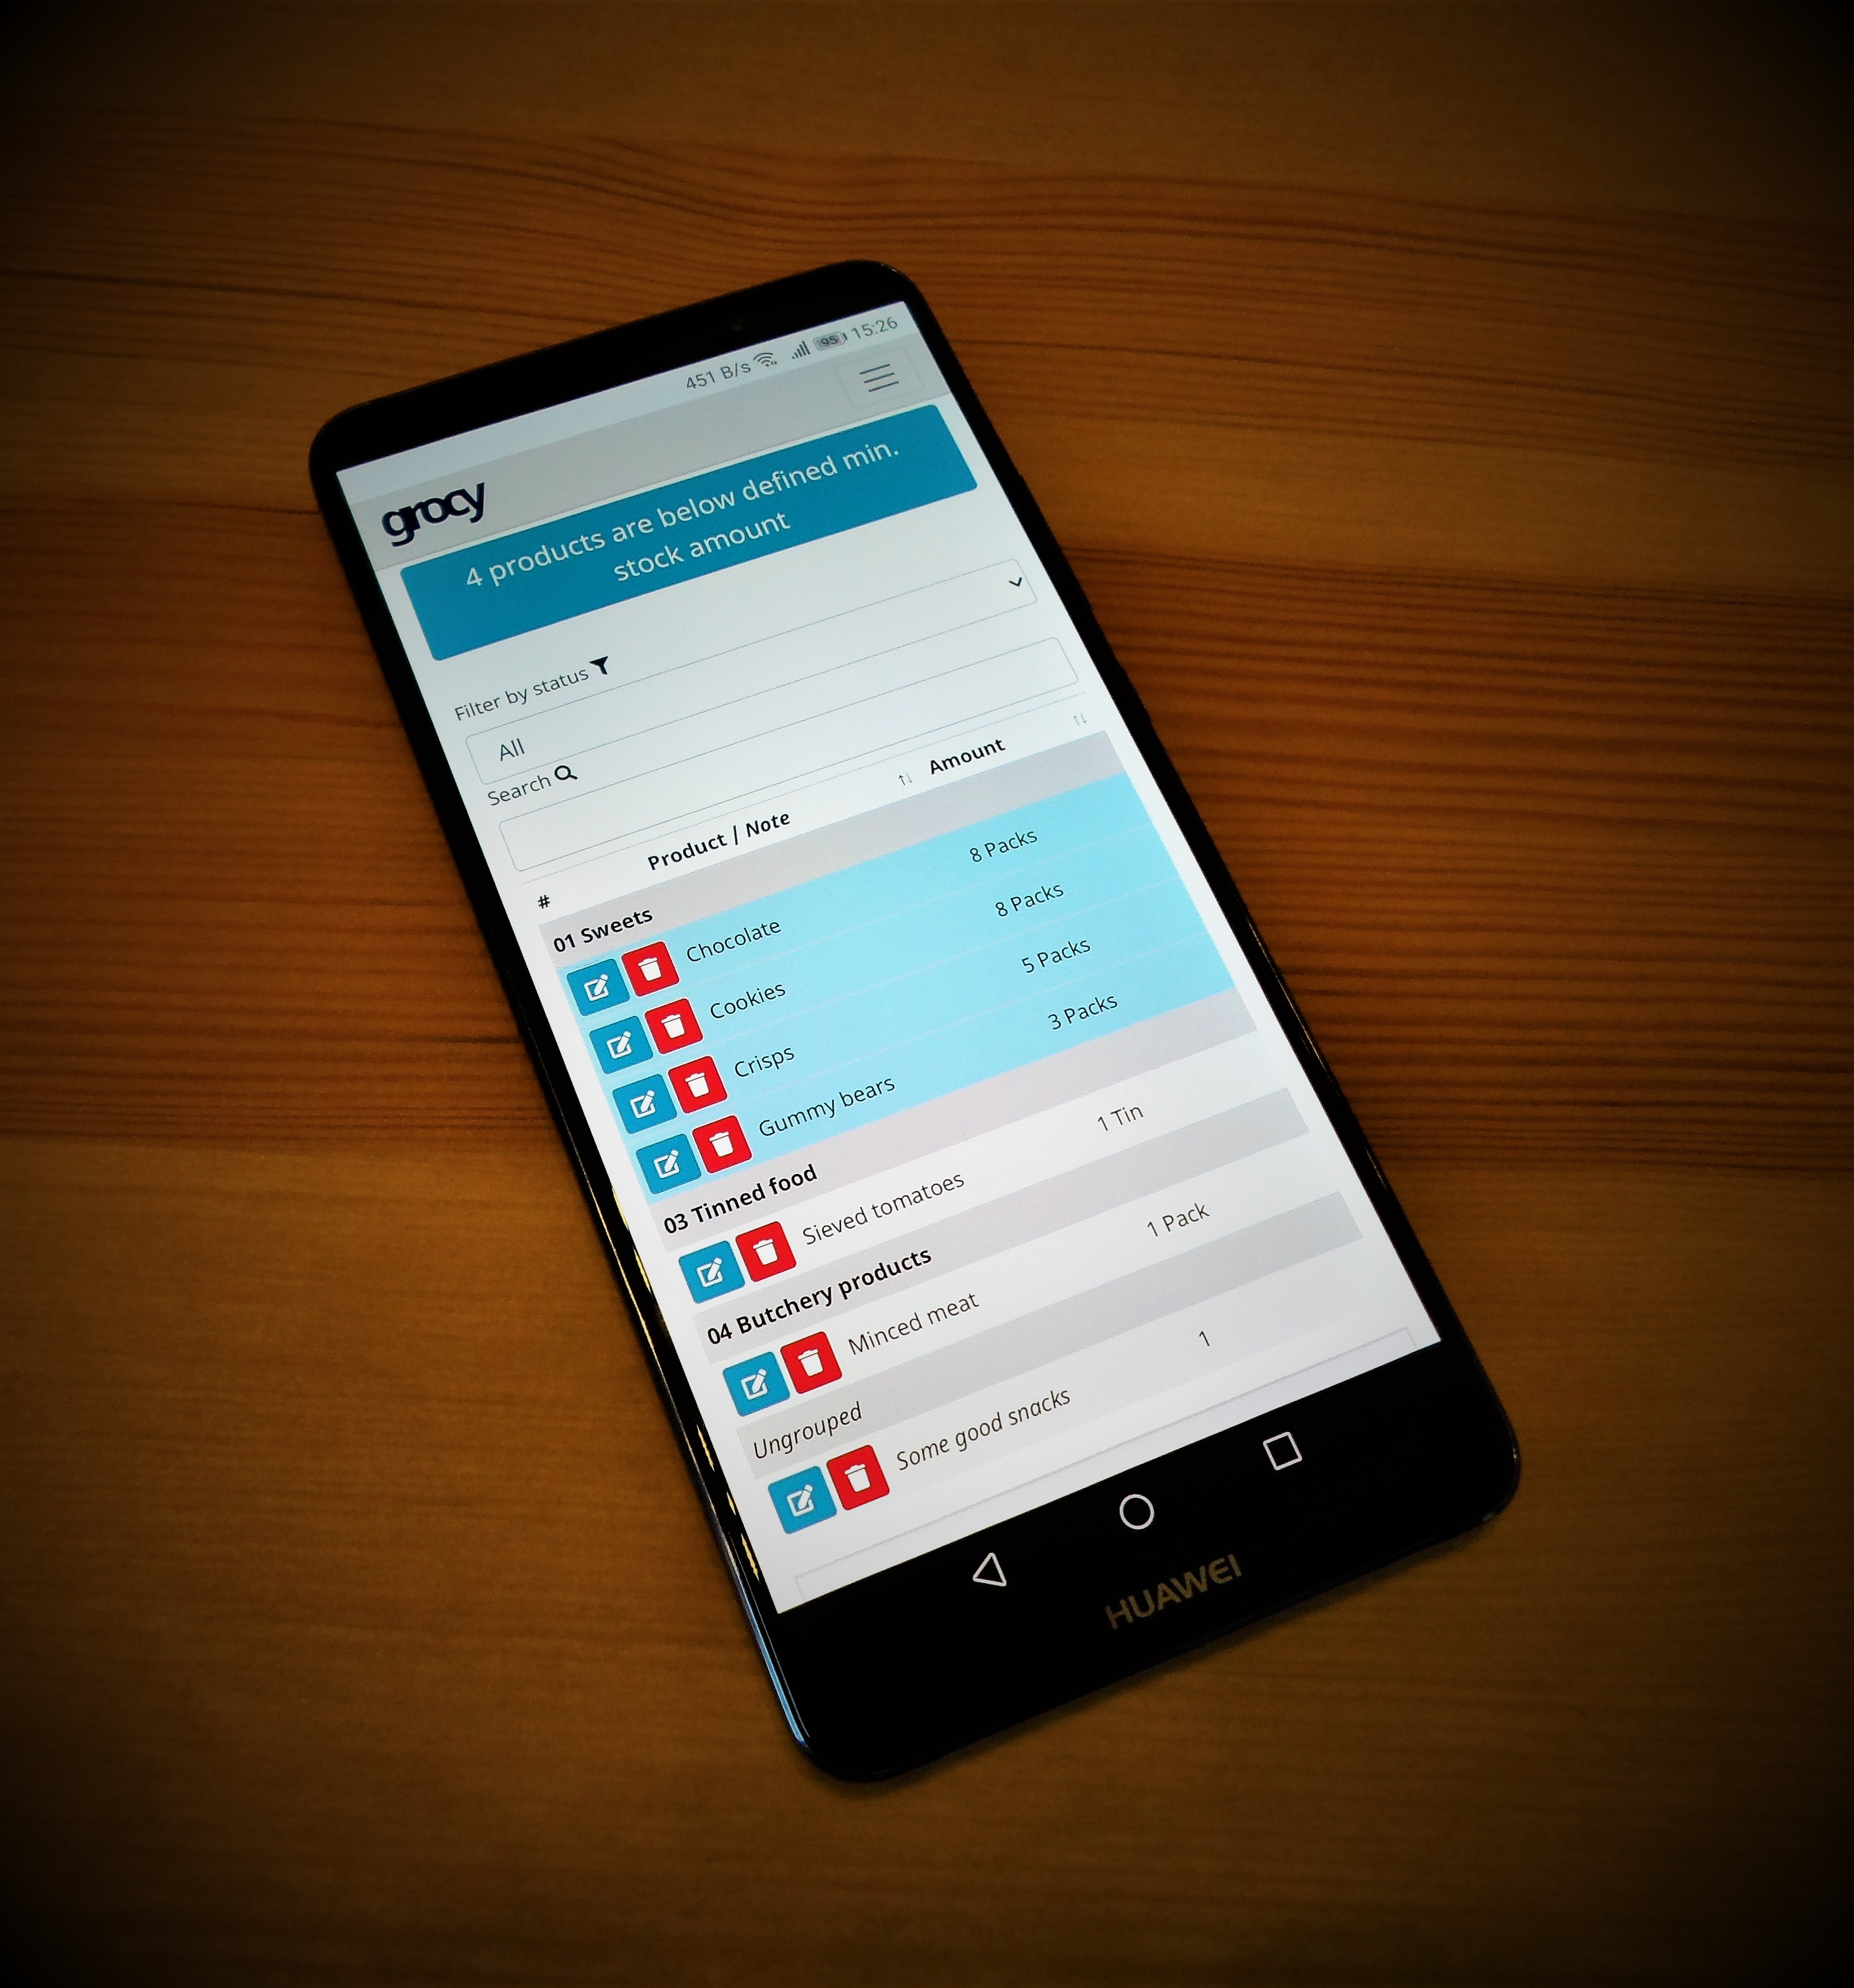 451 B/s 95 15:26
grocy
4 products are below defined min.
stock amount
Filter by status
All
Search
# Product / Note Amount
01 Sweets
Chocolate 8 Packs
Cookies 8 Packs
Crisps 5 Packs
Gummy bears 3 Packs
03 Tinned food
Sieved tomatoes 1 Tin
04 Butchery products
Minced meat 1 Pack
Ungrouped
Some good snacks 1
HUAWEI